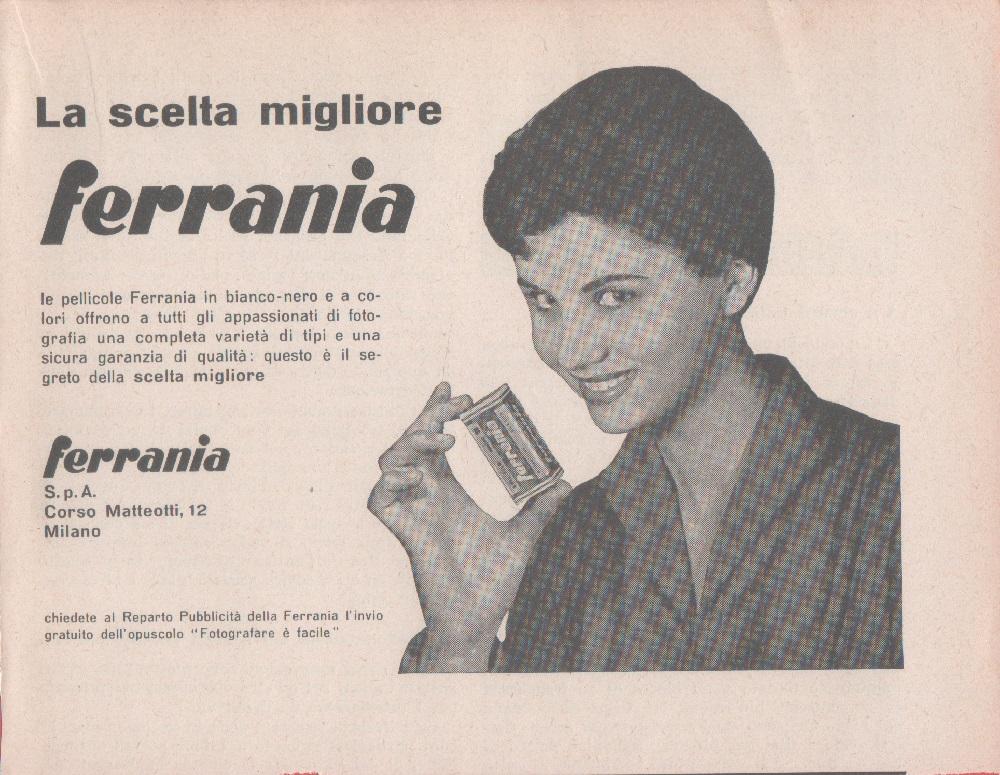 La scelta migliore
ferrania
le pellicole Ferrania in bianco-nero e a co-
lori offrono a tutti gli appassionati di foto-
grafia una completa varietà di tipi e una
sicura garanzia di qualità: questo è il se-
greto della scelta migliore
ferrania
ferrania
S.p.A.
Corso Matteotti, 12
Milano
chiedete al Reparto Pubblicità della Ferrania l'invio
gratuito dell'opuscolo "Fotografare è facile"